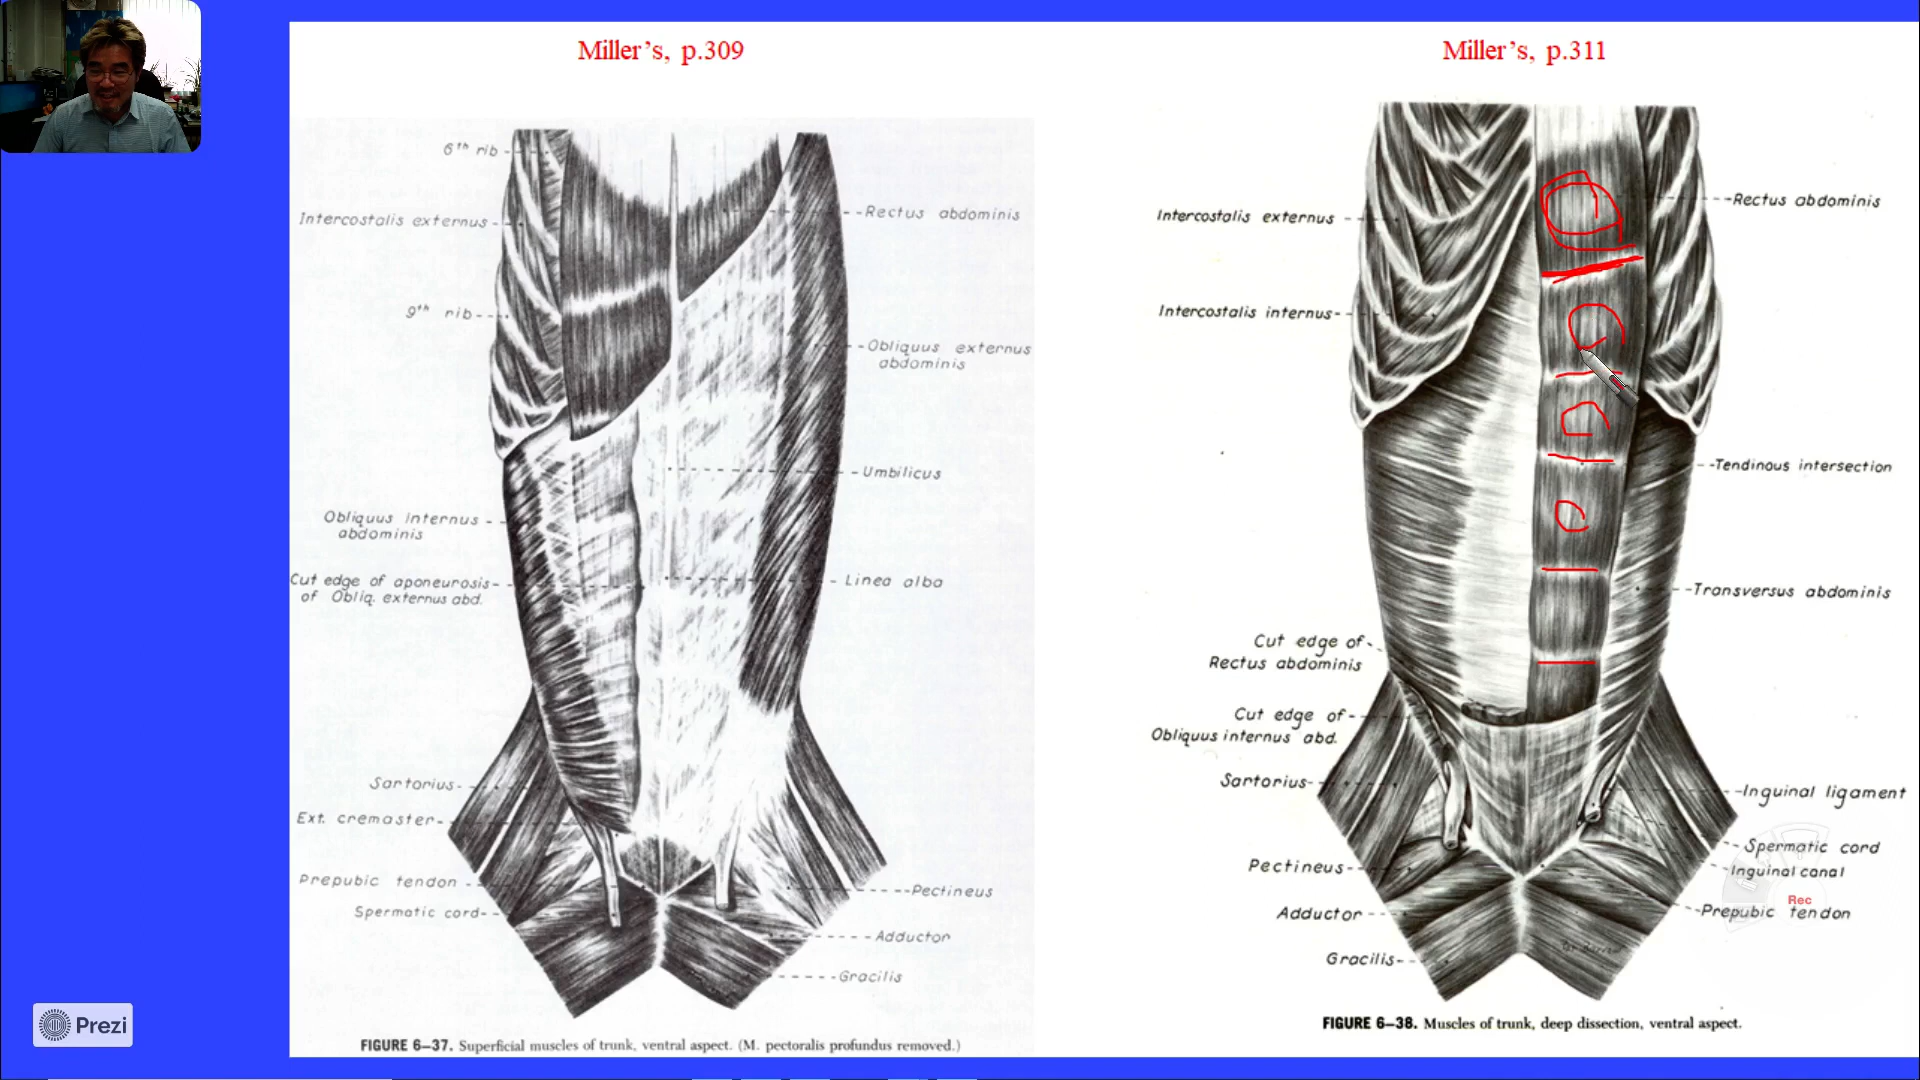 Miller's, p.309
6th rib
Intercostalis externus
9th rib
Obliquus internus
abdominis
Cut edge of aponeurosis
of Obliq. externus abd.
Sartorius
Ext. cremaster
Prepubic tendon
Spermatic cord
Rectus abdominis
Obliquus externus
abdominis
Umbilicus
Linea alba
Pectineus
Adductor
Gracilis
FIGURE 6–37. Superficial muscles of trunk, ventral aspect. (M. pectoralis profundus removed.)
Miller's, p.311
Intercostalis externus
Intercostalis internus
Cut edge of
Rectus abdominis
Cut edge of
Obliquus internus abd.
Sartorius
Pectineus
Adductor
Gracilis
Rectus abdominis
Tendinous intersection
Transversus abdominis
Inguinal ligament
Spermatic cord
Inguinal canal
Rec
Prepubic tendon
FIGURE 6–38. Muscles of trunk, deep dissection, ventral aspect.
Prezi